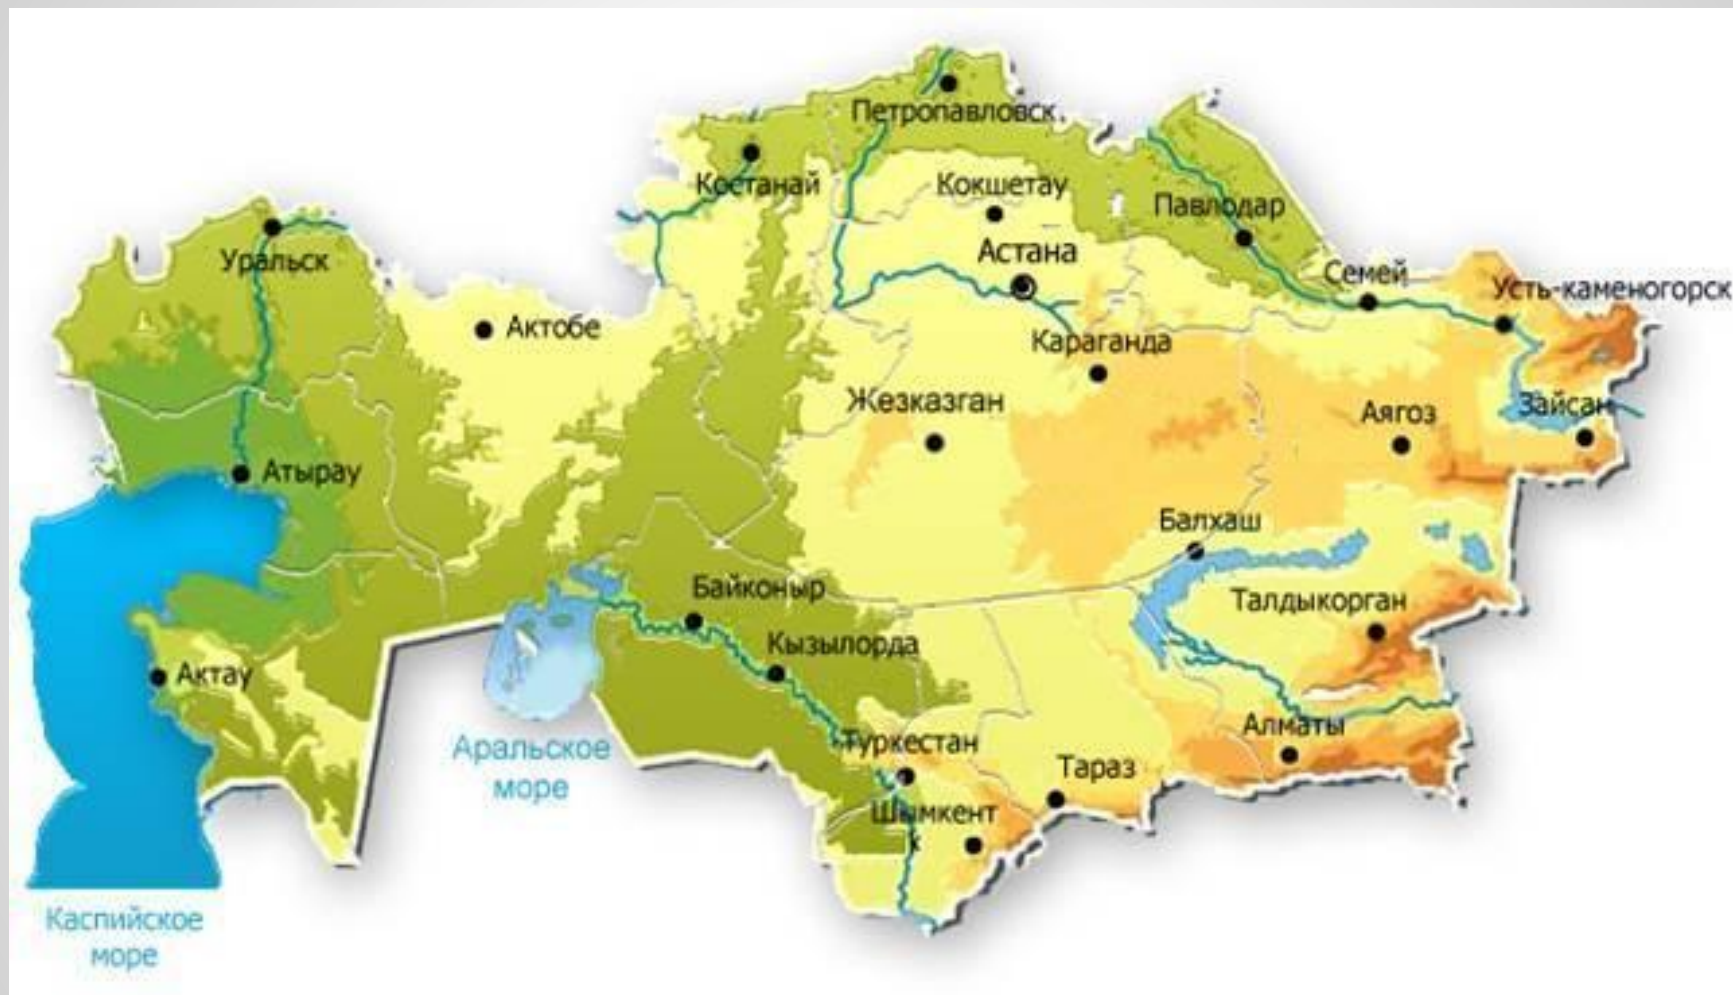 Петропавловск
Костанай
Кокшетау
Павлодар
Астана
Уральск
Семей
Усть-каменогорск
Актобе
Караганда
Жезказган
Зайсан
Аягоз
Атырау
Балхаш
Байконыр
Талдыкорган
Кызылорда
Актау
Алматы
Туркестан
Аральское
море
Тараз
Шымкент
к
Каспийское
море